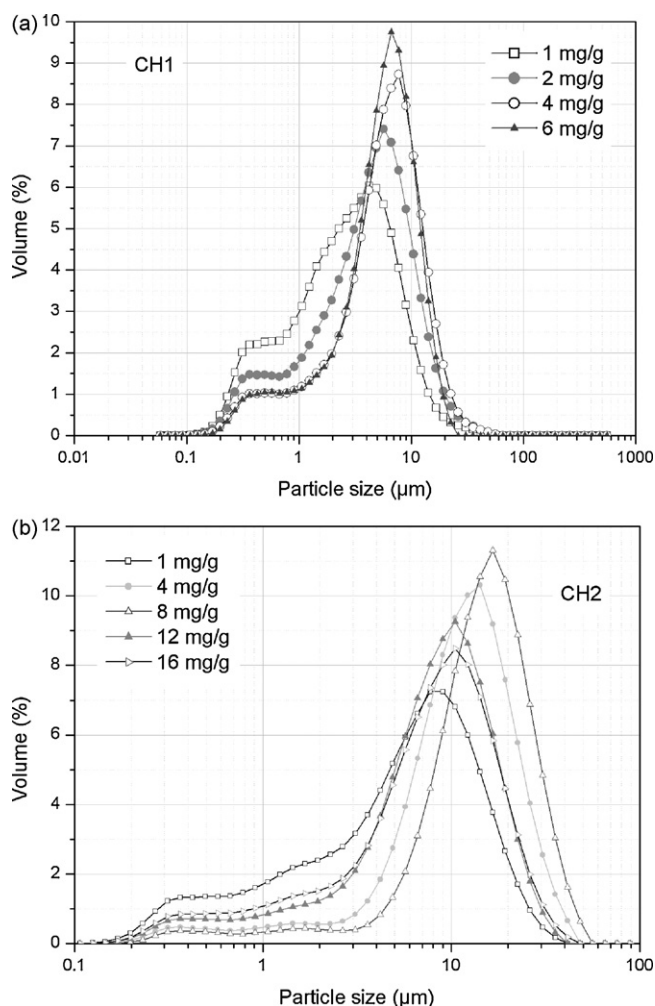 (a)
10
9
8
7
6
5
4
3
2
1
0
Volume (%)
CH1
1 mg/g
2 mg/g
4 mg/g
6 mg/g
0.01 0.1 1 10 100 1000
Particle size (µm)
(b)
12
10
8
6
4
2
0
Volume (%)
1 mg/g
4 mg/g
8 mg/g
12 mg/g
16 mg/g
CH2
0.1 1 10 100
Particle size (µm)